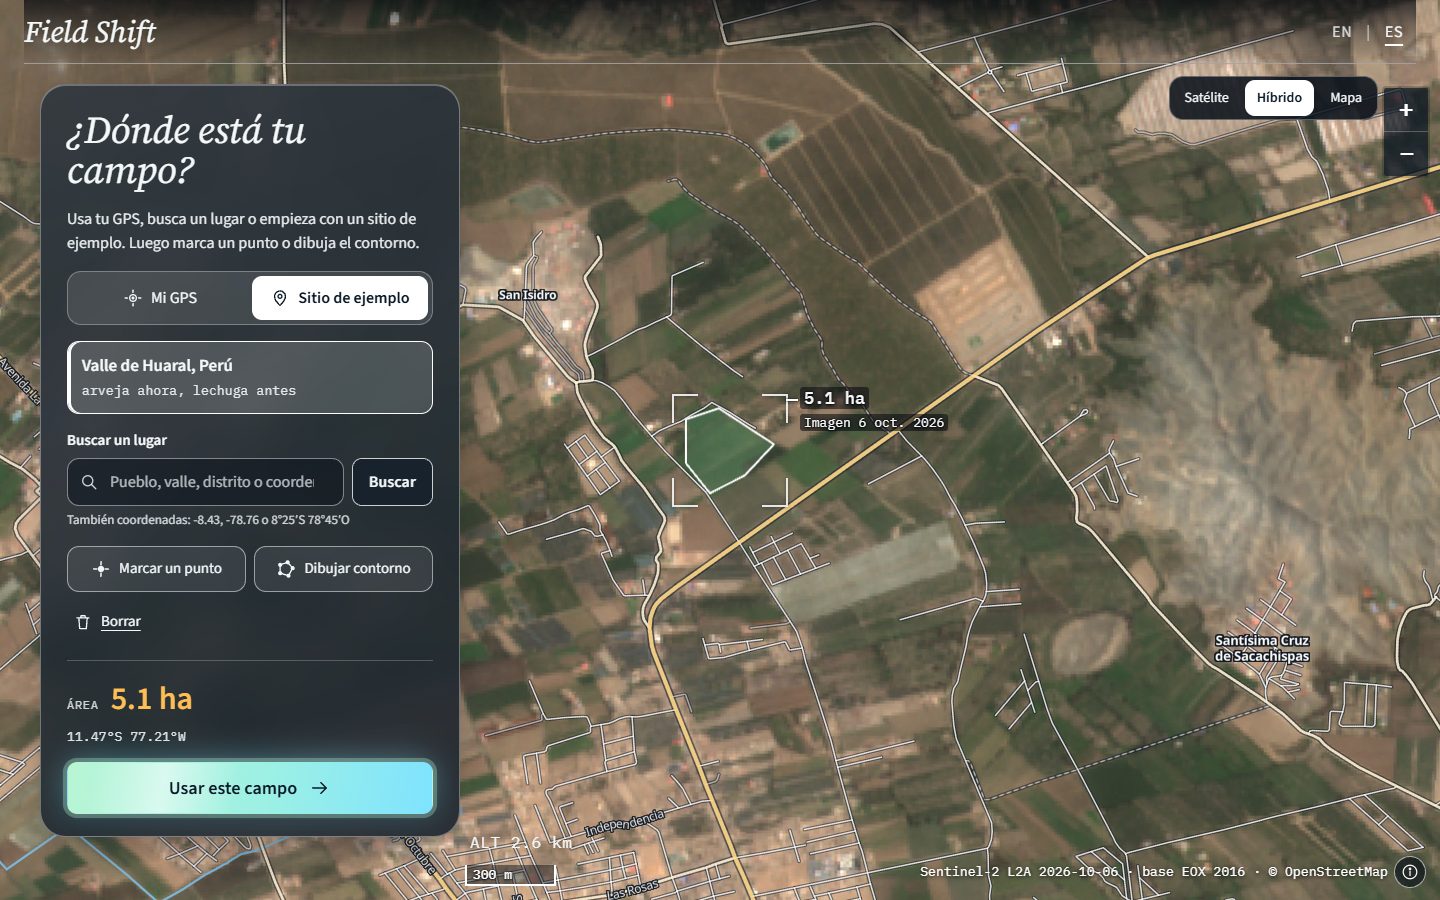 Field Shift
EN | ES
Satélite Híbrido Mapa
+
−
¿Dónde está tu
campo?
Usa tu GPS, busca un lugar o empieza con un sitio de
ejemplo. Luego marca un punto o dibuja el contorno.
Mi GPS Sitio de ejemplo
Valle de Huaral, Perú
arveja ahora, lechuga antes
Buscar un lugar
Pueblo, valle, distrito o coorde
Buscar
También coordenadas: -8.43, -78.76 o 8°25'S 78°45'O
Marcar un punto
Dibujar contorno
Borrar
ÁREA 5.1 ha
11.47°S 77.21°W
Usar este campo →
San Isidro
Avenida La
5.1 ha
Imagen 6 oct. 2026
Santísima Cruz
de Sacachispas
Independencia
Octubre
Las Rosas
ALT 2.6 km
300 m
Sentinel-2 L2A 2026-10-06 · base EOX 2016 · © OpenStreetMap